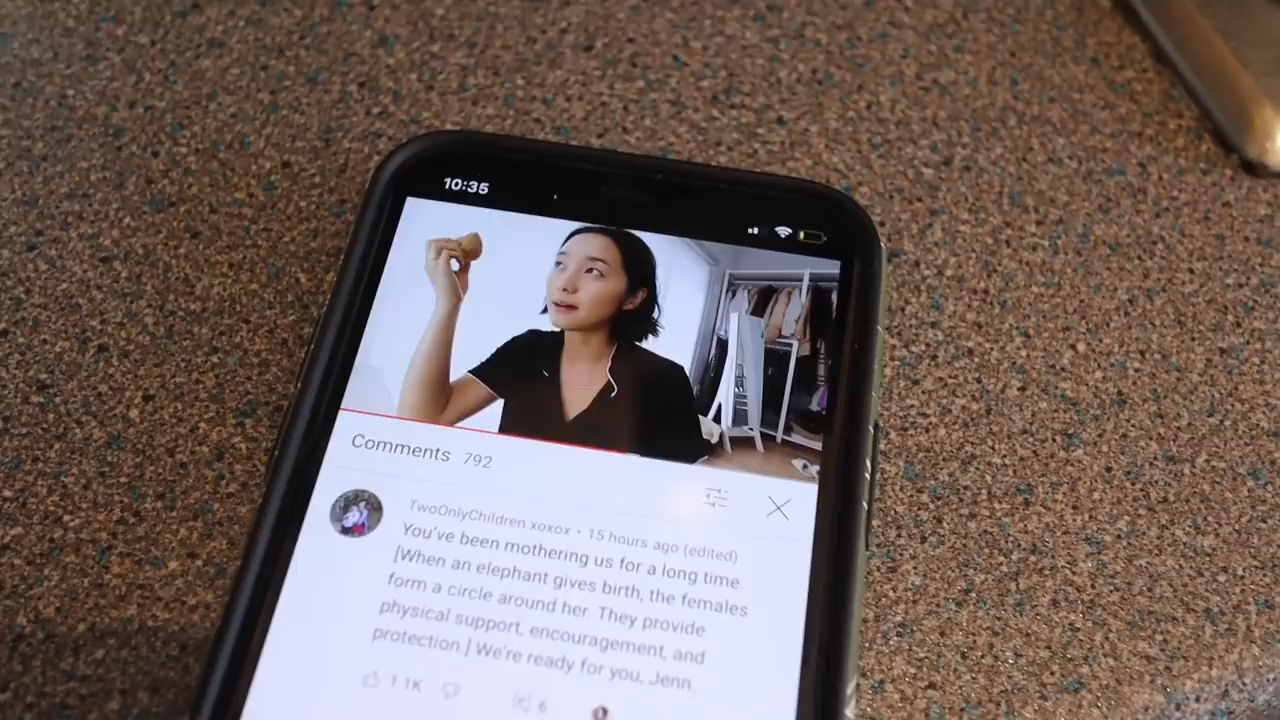 10:35
Comments 792
TwoOnlyChildren xoxox • 15 hours ago (edited)
You've been mothering us for a long time.
[When an elephant gives birth, the females
form a circle around her. They provide
physical support, encouragement, and
protection.] We're ready for you, Jenn.
1.1K 6